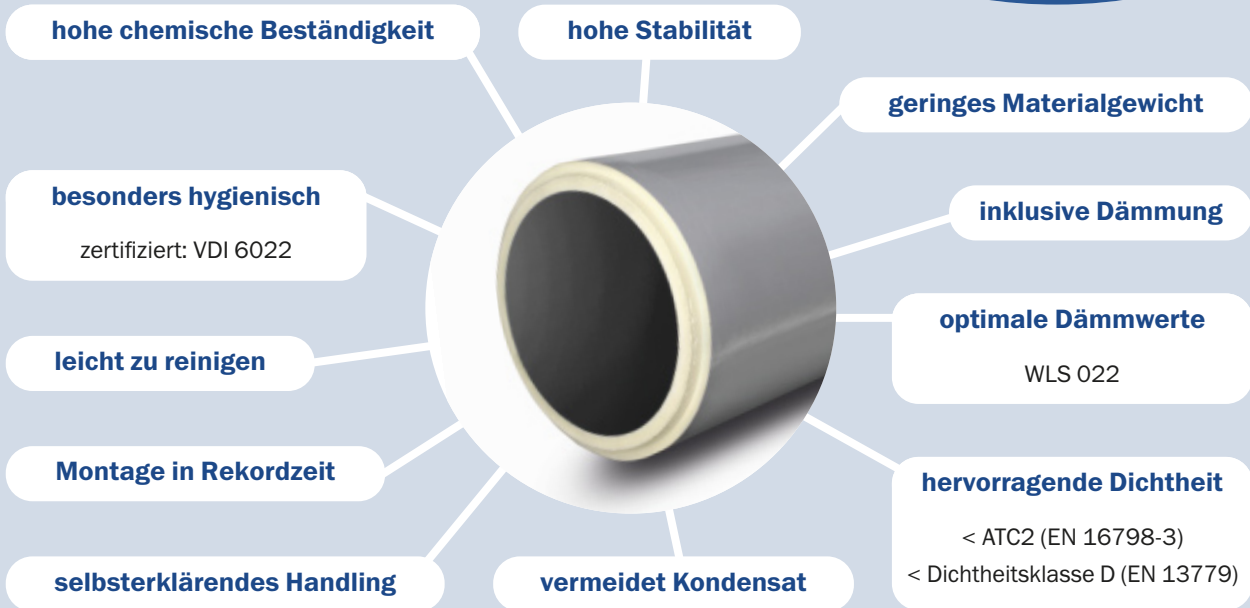 hohe chemische Beständigkeit
hohe Stabilität
geringes Materialgewicht
besonders hygienisch
zertifiziert: VDI 6022
inklusive Dämmung
optimale Dämmwerte
WLS 022
leicht zu reinigen
Montage in Rekordzeit
hervorragende Dichtheit
< ATC2 (EN 16798-3)
< Dichtheitsklasse D (EN 13779)
selbsterklärendes Handling
vermeidet Kondensat